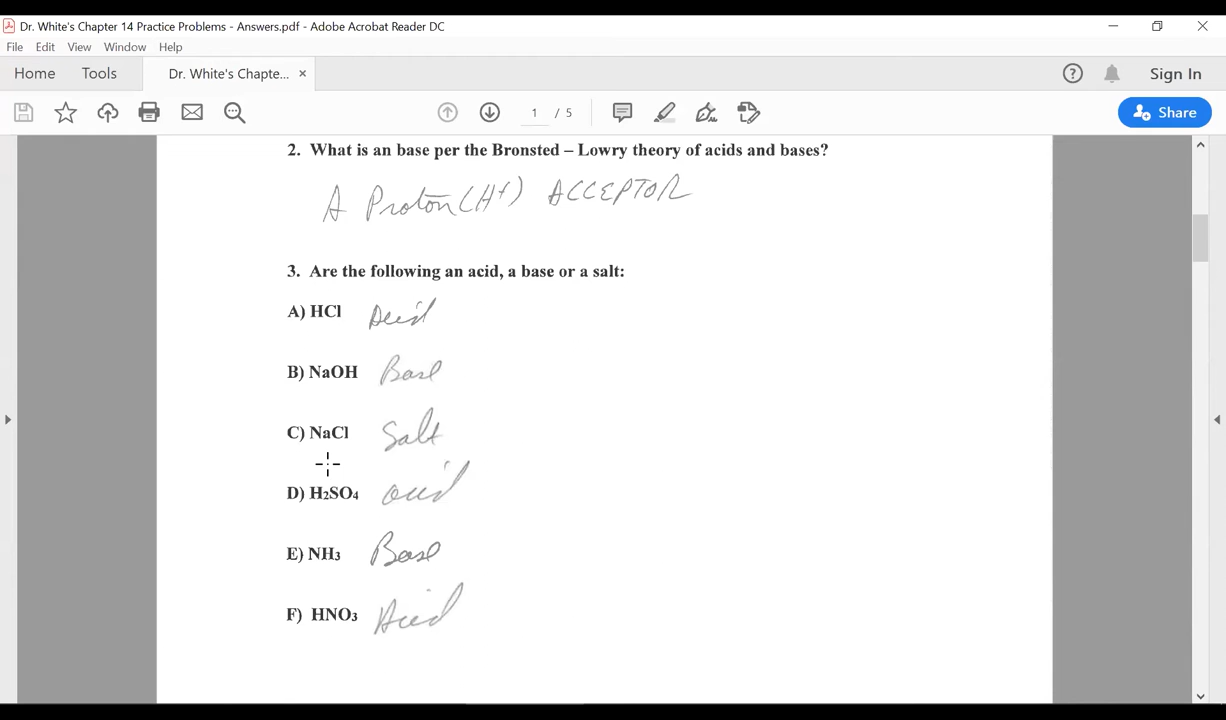 Dr. White's Chapter 14 Practice Problems - Answers.pdf - Adobe Acrobat Reader DC
File Edit View Window Help
Home Tools Dr. White's Chapte... × Sign In
1 / 5 Share
2. What is an base per the Bronsted – Lowry theory of acids and bases?
A Proton (H+) ACCEPTOR
3. Are the following an acid, a base or a salt:
A) HCl Acid
B) NaOH Base
C) NaCl Salt
D) H₂SO₄ acid
E) NH₃ Base
F) HNO₃ Acid